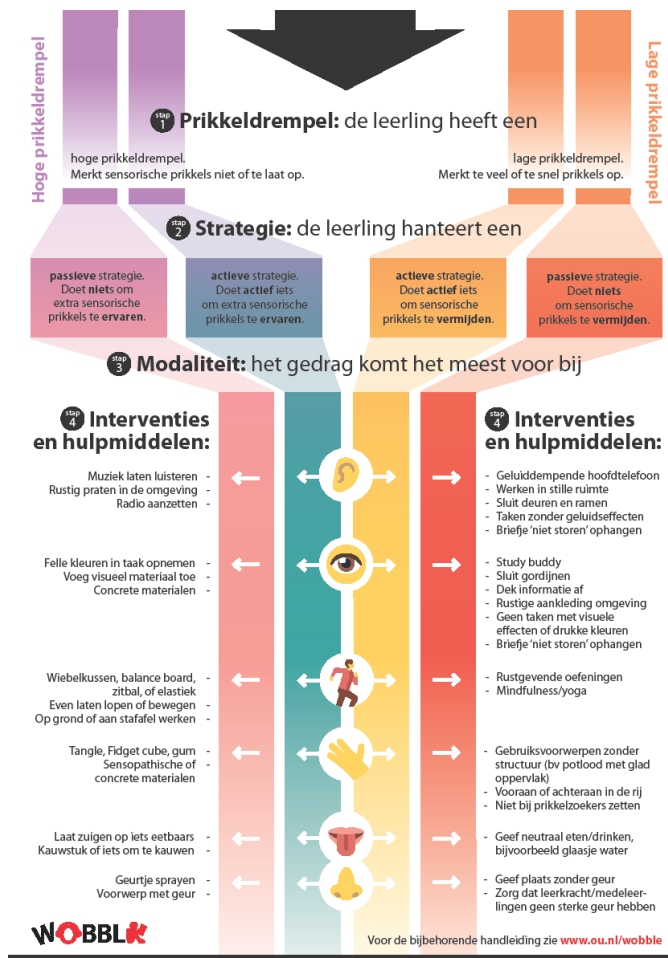 Hoge prikkeldrempel
Lage prikkeldrempel
stap
1
Prikkeldrempel: de leerling heeft een
hoge prikkeldrempel.
Merkt sensorische prikkels niet of te laat op.
lage prikkeldrempel.
Merkt te veel of te snel prikkels op.
stap
2
Strategie: de leerling hanteert een
passieve strategie.
Doet niets om
extra sensorische
prikkels te ervaren.
actieve strategie.
Doet actief iets
om extra sensorische
prikkels te ervaren.
actieve strategie.
Doet actief iets
om sensorische
prikkels te vermijden.
passieve strategie.
Doet niets
om sensorische
prikkels te vermijden.
stap
3
Modaliteit: het gedrag komt het meest voor bij
stap
4
Interventies
en hulpmiddelen:
Muziek laten luisteren -
Rustig praten in de omgeving -
Radio aanzetten -
Felle kleuren in taak opnemen -
Voeg visueel materiaal toe -
Concrete materialen -
Wiebelkussen, balance board, -
zitbal, of elastiek
Even laten lopen of bewegen -
Op grond of aan stafafel werken -
Tangle, Fidget cube, gum -
Sensopathische of -
concrete materialen
Laat zuigen op iets eetbaars -
Kauwstuk of iets om te kauwen -
Geurtje sprayen -
Voorwerp met geur -
stap
4
Interventies
en hulpmiddelen:
- Geluiddempende hoofdtelefoon
- Werken in stille ruimte
- Sluit deuren en ramen
- Taken zonder geluidseffecten
- Briefje 'niet storen' ophangen
- Study buddy
- Sluit gordijnen
- Dek informatie af
- Rustige aankleding omgeving
- Geen taken met visuele
effecten of drukke kleuren
- Briefje 'niet storen' ophangen
- Rustgevende oefeningen
- Mindfulness/yoga
- Gebruiksvoorwerpen zonder
structuur (bv potlood met glad
oppervlak)
- Vooraan of achteraan in de rij
- Niet bij prikkelzoekers zetten
- Geef neutraal eten/drinken,
bijvoorbeeld glaasje water
- Geef plaats zonder geur
- Zorg dat leerkracht/medeleer-
lingen geen sterke geur hebben
WOBBLE
Voor de bijbehorende handleiding zie www.ou.nl/wobble